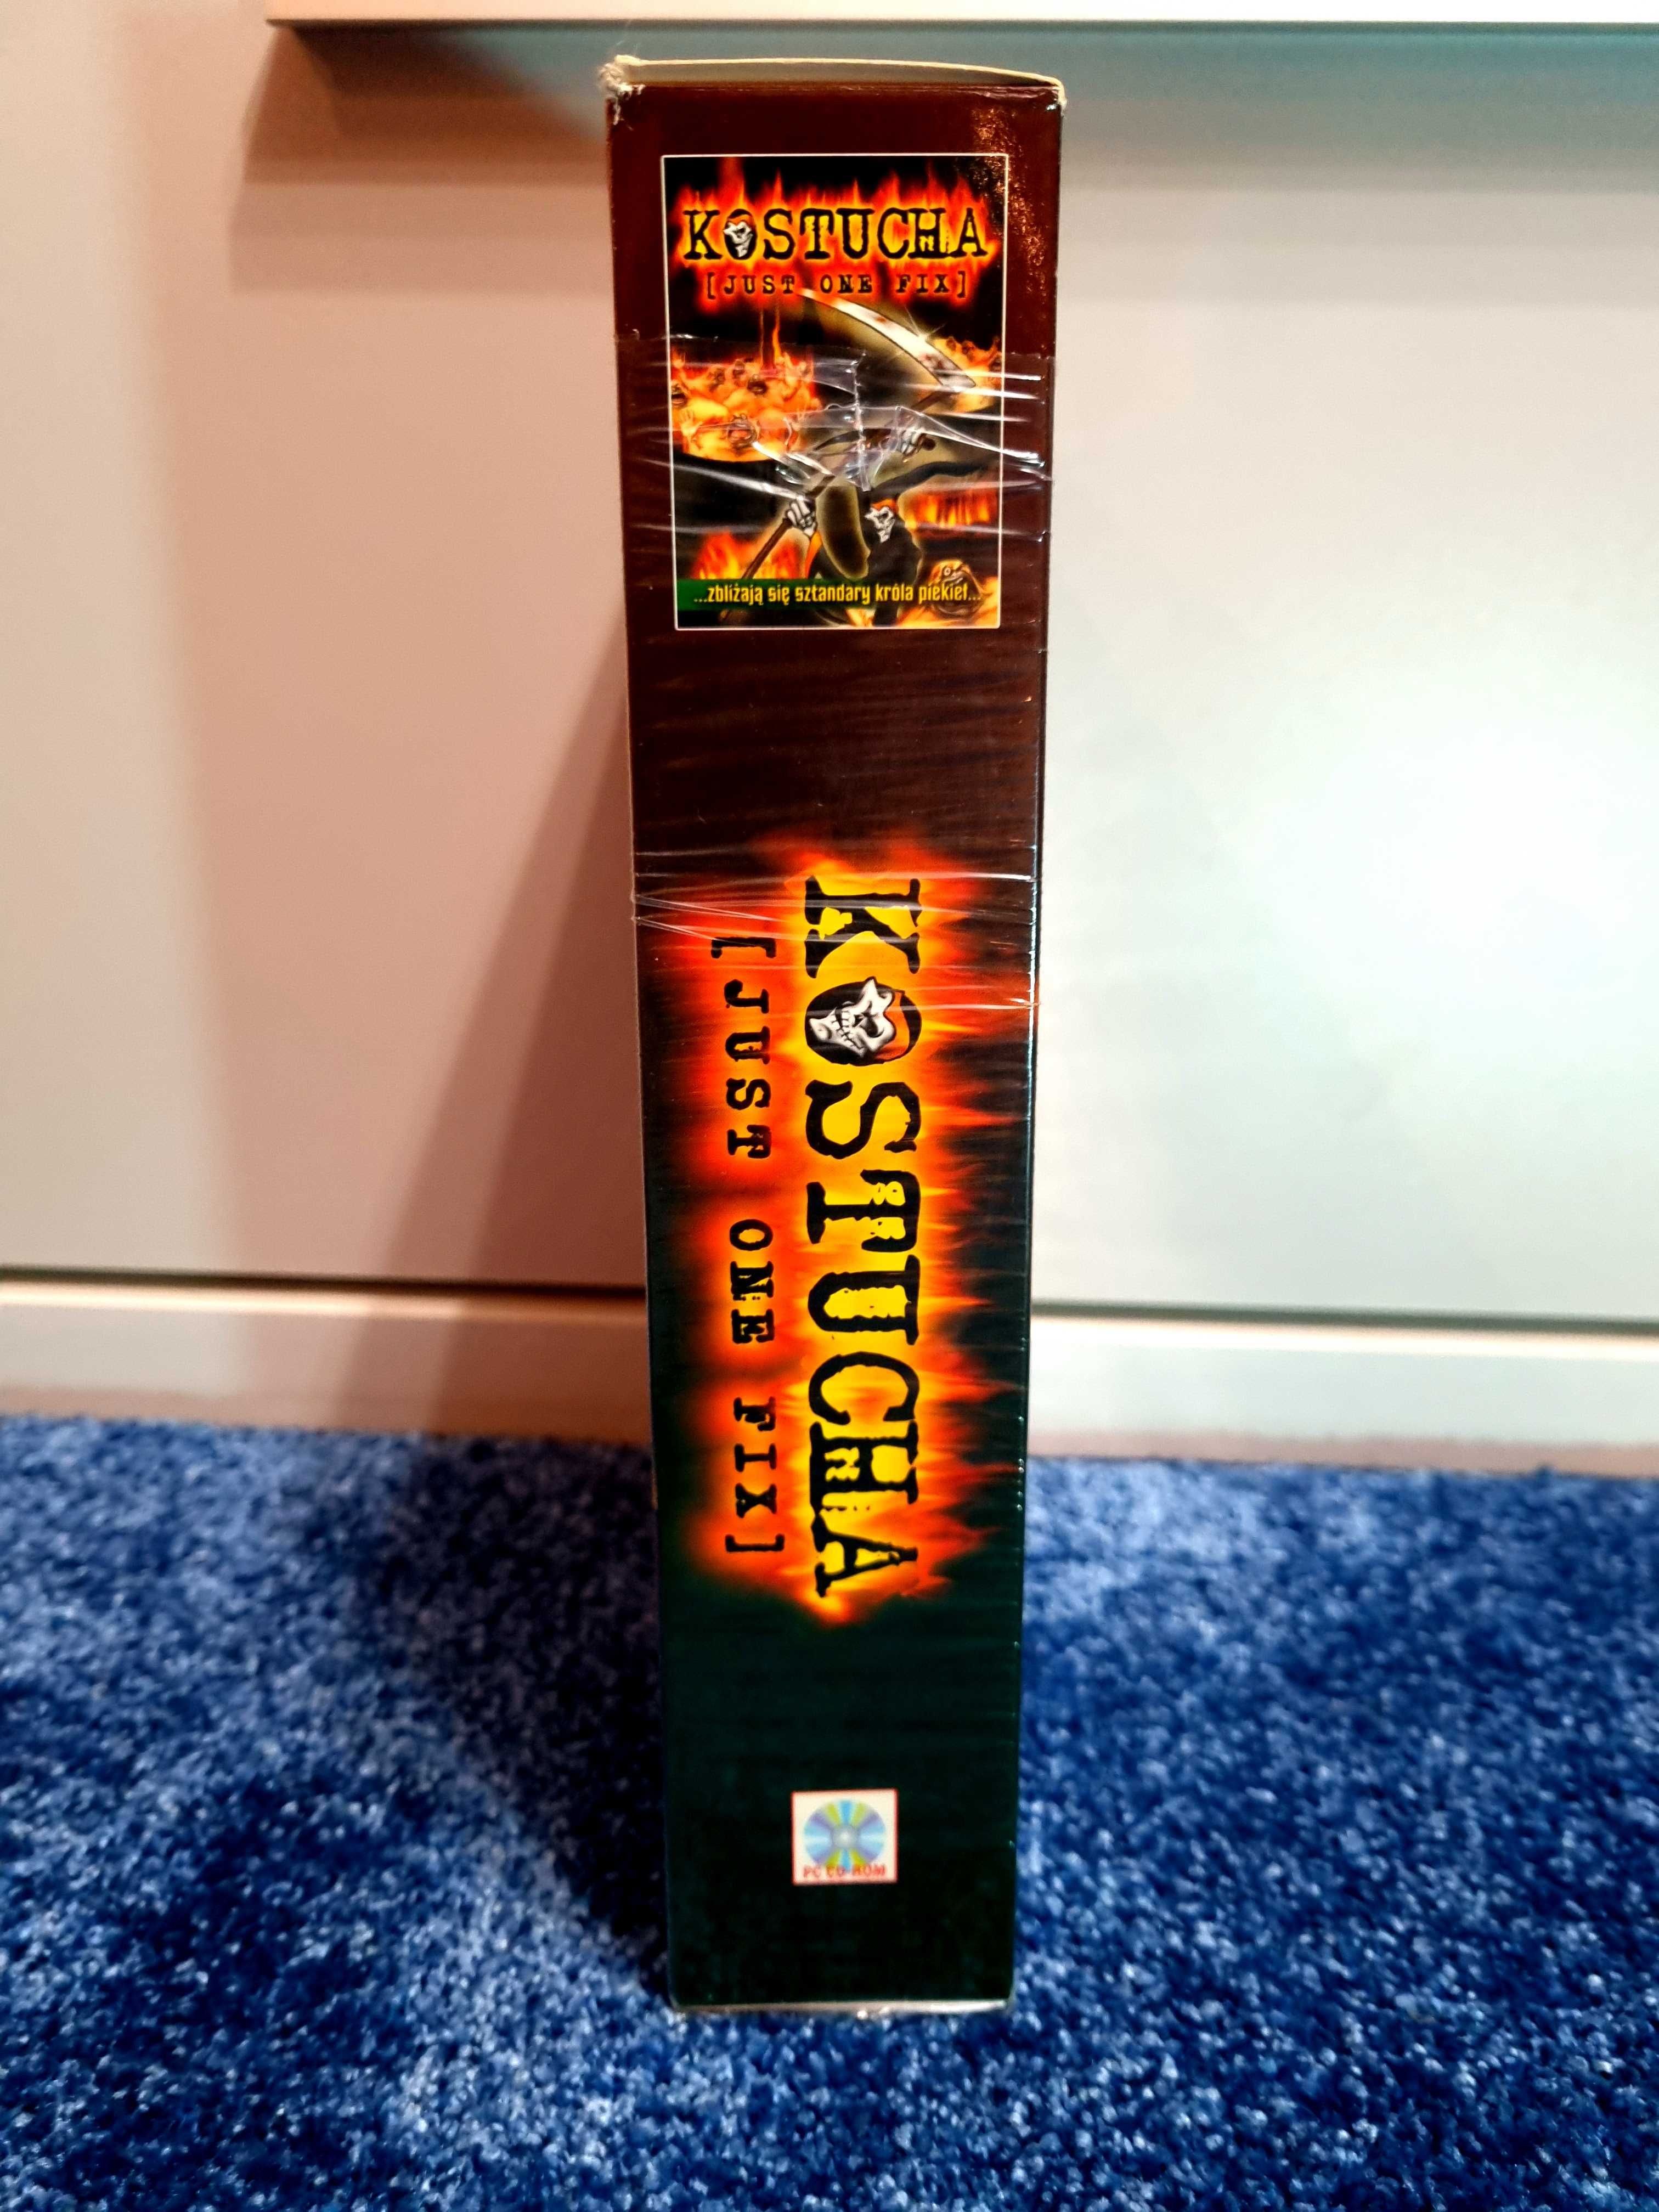 KOSTUCHA
[JUST ONE FIX]
...zbliżają się sztandary króla piekieł...
KOSTUCHA
[JUST ONE FIX]
PC CD-ROM